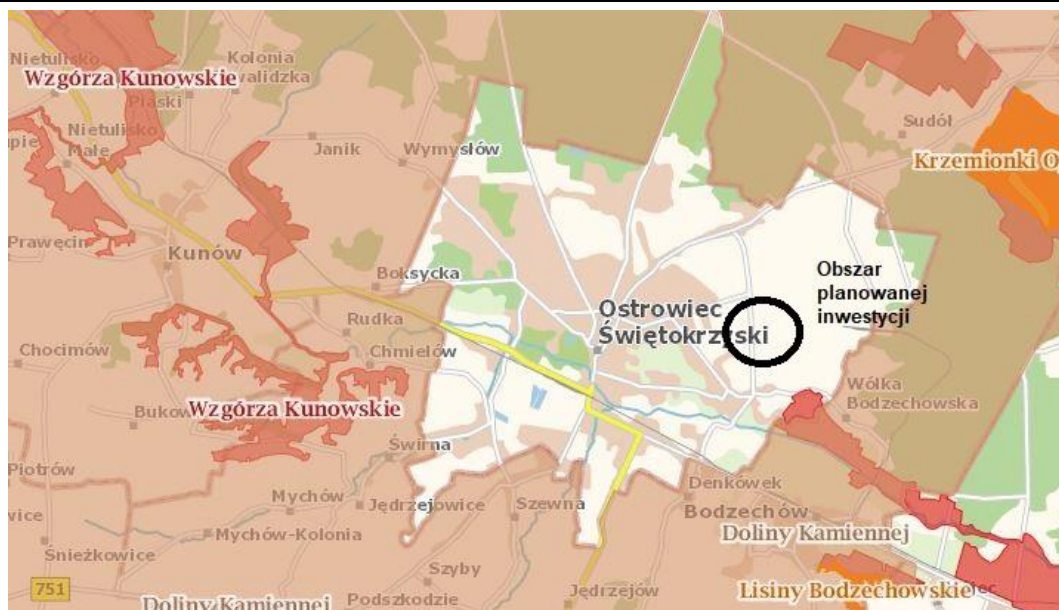 Nietulisko
Kolonia
Wzgórza Kunowskie
Nietulisko
Małe
Janik
Wymysłów
Sudół
Krzemionki O
Prawęcin
Kunów
Boksycka
Obszar
planowanej
inwestycji
Ostrowiec
Świętokrzyski
Rudka
Chocimów
Chmielów
Wólka
Bodzechowska
Wzgórza Kunowskie
Świrna
Piotrów
Denkówek
Mychów
Jędrzejowice
Szewna
Bodzechów
Mychów-Kolonia
Doliny Kamiennej
Śnieżkowice
Szyby
751
Doliny Kamiennej
Podszkodzie
Jędrzejów
Lisiny Bodzechowskie